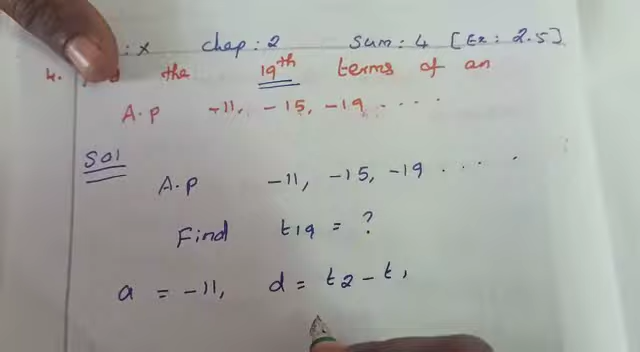 : X chap: 2 Sum: 4 [Ex: 2.5]
4. the 19th terms of an
A.p -11, -15, -19 ....
Sol
A.p -11, -15, -19 ....
Find t19 = ?
a = -11, d = t2 - t1